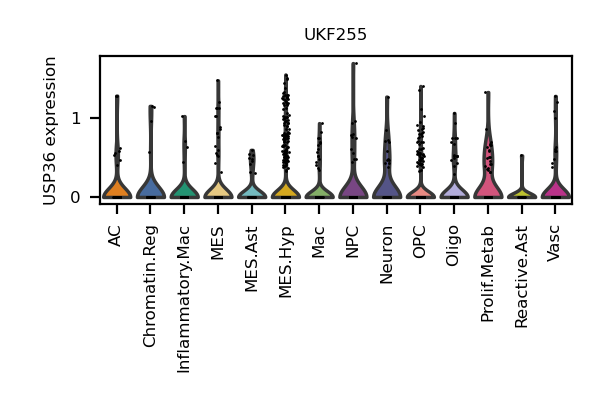 UKF255
USP36 expression
1
0
AC
Chromatin.Reg
Inflammatory.Mac
MES
MES.Ast
MES.Hyp
Mac
NPC
Neuron
OPC
Oligo
Prolif.Metab
Reactive.Ast
Vasc